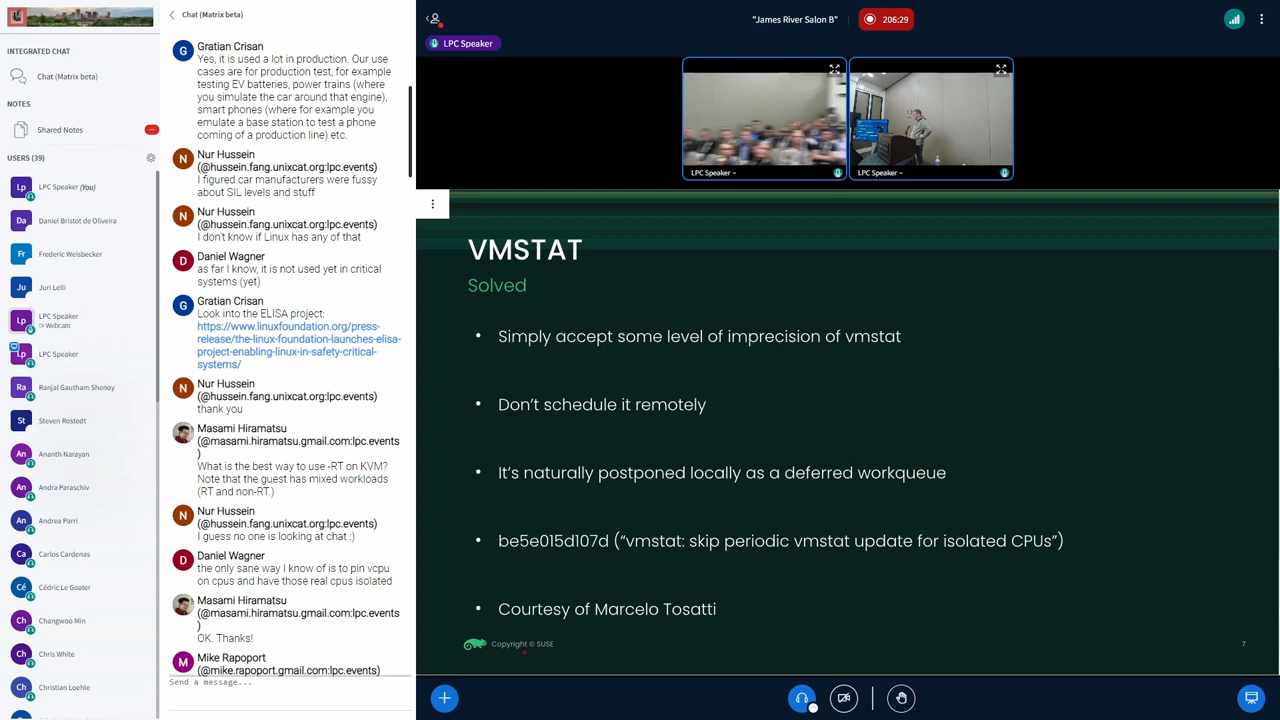 INTEGRATED CHAT
Chat (Matrix beta)
NOTES
Shared Notes
USERS (39)
Lp
LPC Speaker (You)
Da
Daniel Bristot de Oliveira
Fr
Frederic Weisbecker
Ju
Juri Lelli
Lp
LPC Speaker
Webcam
Lp
LPC Speaker
Ra
Ranjal Gautham Shenoy
St
Steven Rostedt
An
Ananth Narayan
An
Andra Paraschiv
An
Andrea Parri
Ca
Carlos Cardenas
Cé
Cédric Le Goater
Ch
Changwoo Min
Ch
Chris White
Ch
Christian Loehle
Chat (Matrix beta)
G
Gratian Crisan
Yes, it is used a lot in production. Our use
cases are for production test, for example
testing EV batteries, power trains (where
you simulate the car around that engine),
smart phones (where for example you
emulate a base station to test a phone
coming of a production line) etc.
N
Nur Hussein
(@hussein.fang.unixcat.org:lpc.events)
I figured car manufacturers were fussy
about SIL levels and stuff
N
Nur Hussein
(@hussein.fang.unixcat.org:lpc.events)
I don't know if Linux has any of that
D
Daniel Wagner
as far I know, it is not used yet in critical
systems (yet)
G
Gratian Crisan
Look into the ELISA project:
https://www.linuxfoundation.org/press-
release/the-linux-foundation-launches-elisa-
project-enabling-linux-in-safety-critical-
systems/
N
Nur Hussein
(@hussein.fang.unixcat.org:lpc.events)
thank you
Masami Hiramatsu
(@masami.hiramatsu.gmail.com:lpc.events
)
What is the best way to use -RT on KVM?
Note that the guest has mixed workloads
(RT and non-RT.)
N
Nur Hussein
(@hussein.fang.unixcat.org:lpc.events)
I guess no one is looking at chat :)
D
Daniel Wagner
the only sane way I know of is to pin vcpu
on cpus and have those real cpus isolated
Masami Hiramatsu
(@masami.hiramatsu.gmail.com:lpc.events
)
OK. Thanks!
M
Mike Rapoport
(@mike.rapoport.gmail.com:lpc.events)
Send a message...
"James River Salon B"
206:29
LPC Speaker
LPC Speaker
LPC Speaker
VMSTAT
Solved
• Simply accept some level of imprecision of vmstat
• Don't schedule it remotely
• It's naturally postponed locally as a deferred workqueue
• be5e015d107d (“vmstat: skip periodic vmstat update for isolated CPUs”)
• Courtesy of Marcelo Tosatti
Copyright © SUSE
7